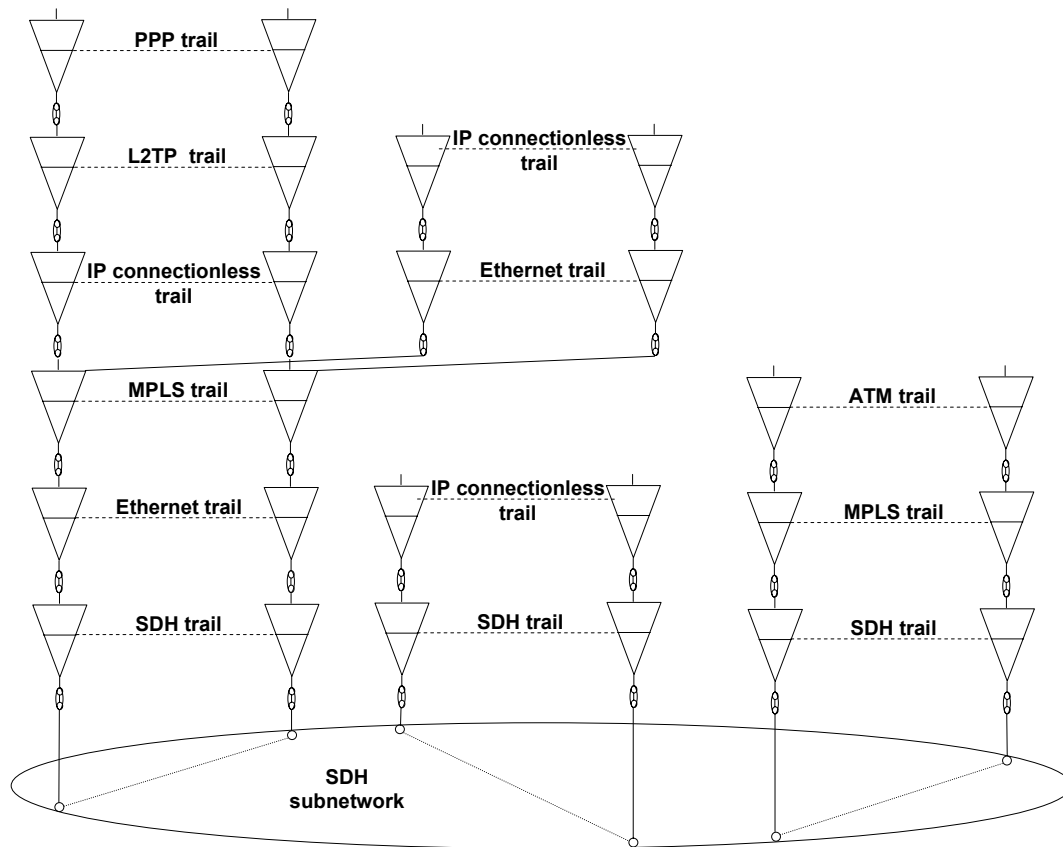 PPP trail
L2TP trail
IP connectionless
trail
IP connectionless
trail
Ethernet trail
MPLS trail
ATM trail
Ethernet trail
IP connectionless
trail
MPLS trail
SDH trail
SDH trail
SDH trail
SDH
subnetwork